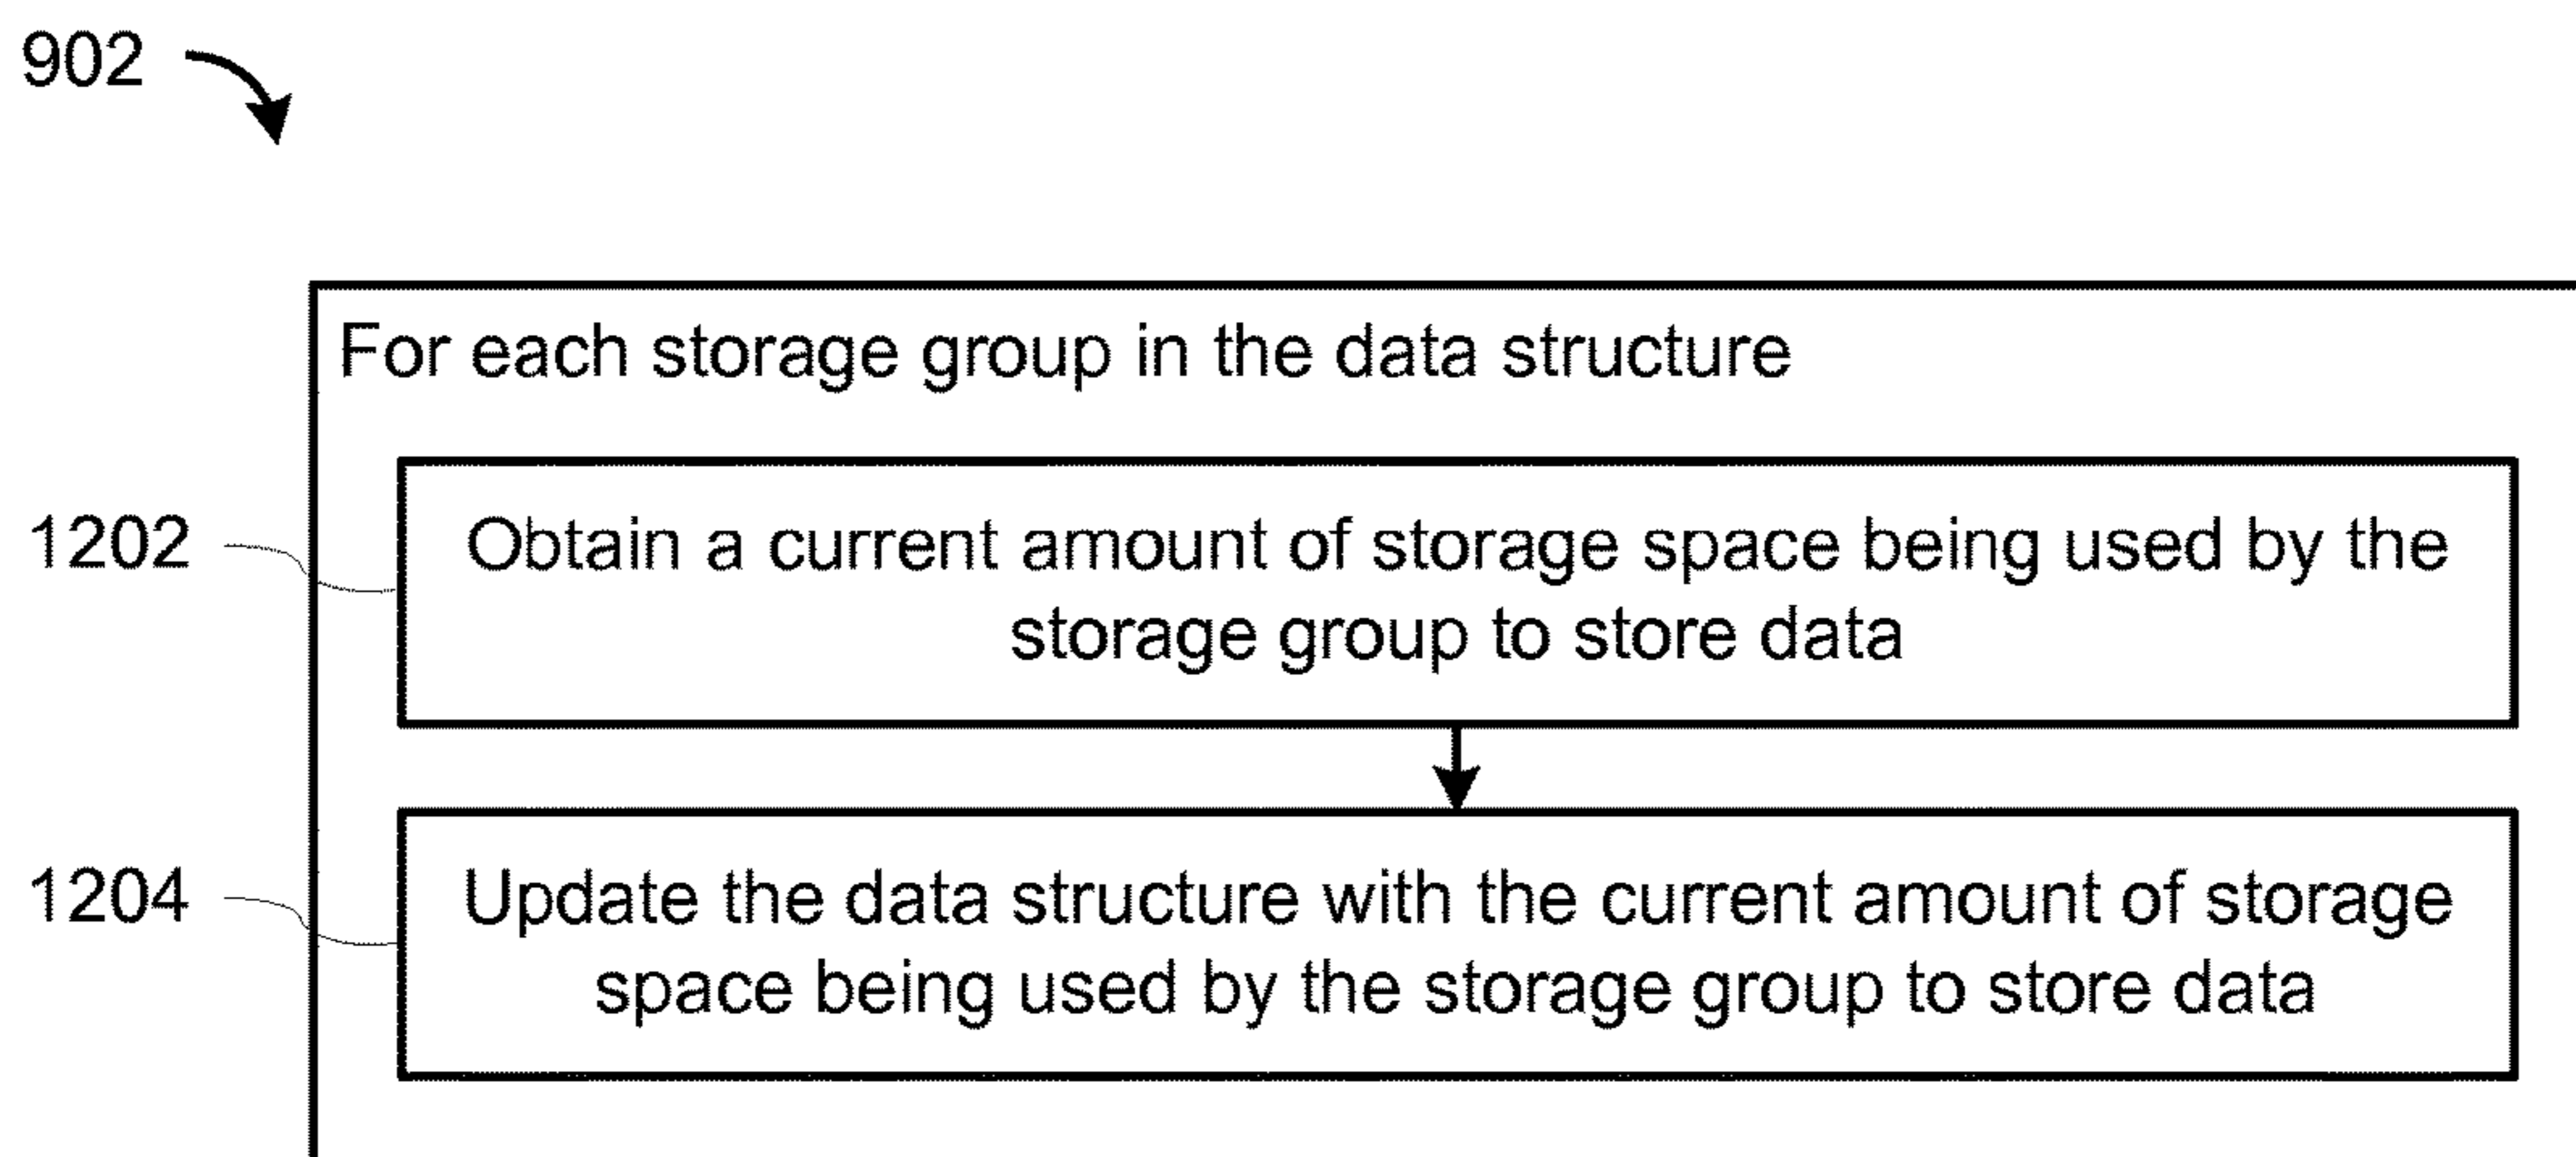 902
For each storage group in the data structure
1202
Obtain a current amount of storage space being used by the
storage group to store data
1204
Update the data structure with the current amount of storage
space being used by the storage group to store data